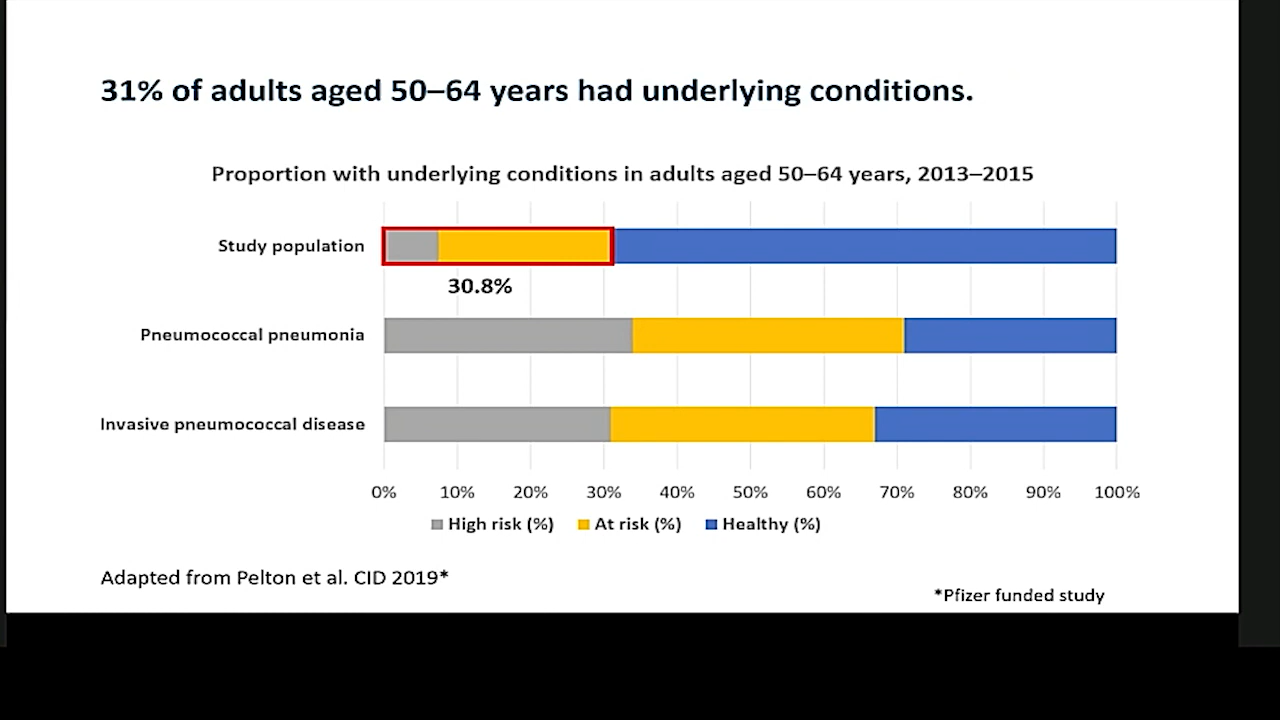 31% of adults aged 50–64 years had underlying conditions.
Proportion with underlying conditions in adults aged 50–64 years, 2013–2015
Study population
30.8%
Pneumococcal pneumonia
Invasive pneumococcal disease
0% 10% 20% 30% 40% 50% 60% 70% 80% 90% 100%
High risk (%) At risk (%) Healthy (%)
Adapted from Pelton et al. CID 2019*
*Pfizer funded study